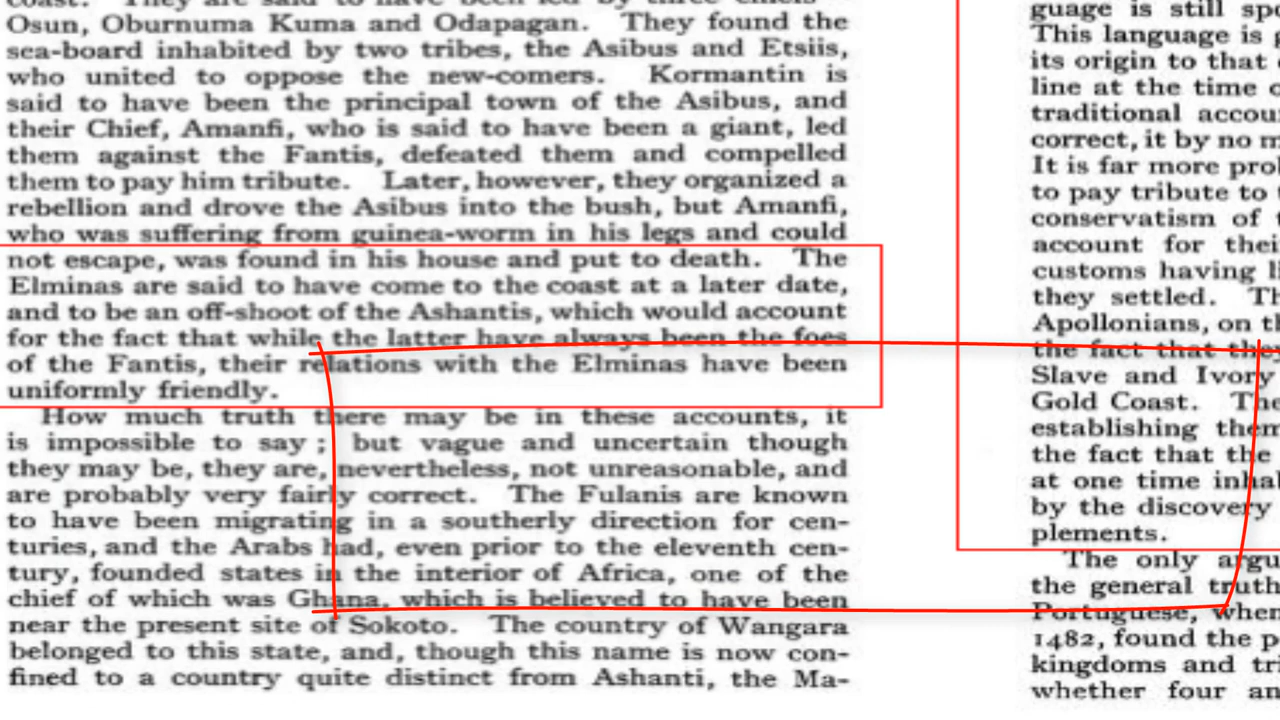 coast. They are said to have been led by three chiefs
Osun, Oburnuma Kuma and Odapagan. They found the
sea-board inhabited by two tribes, the Asibus and Etsiis,
who united to oppose the new-comers. Kormantin is
said to have been the principal town of the Asibus, and
their Chief, Amanfi, who is said to have been a giant, led
them against the Fantis, defeated them and compelled
them to pay him tribute. Later, however, they organized a
rebellion and drove the Asibus into the bush, but Amanfi,
who was suffering from guinea-worm in his legs and could
not escape, was found in his house and put to death. The
Elminas are said to have come to the coast at a later date,
and to be an off-shoot of the Ashantis, which would account
for the fact that while the latter have always been the foes
of the Fantis, their relations with the Elminas have been
uniformly friendly.
How much truth there may be in these accounts, it
is impossible to say ; but vague and uncertain though
they may be, they are, nevertheless, not unreasonable, and
are probably very fairly correct. The Fulanis are known
to have been migrating in a southerly direction for cen-
turies, and the Arabs had, even prior to the eleventh cen-
tury, founded states in the interior of Africa, one of the
chief of which was Ghana, which is believed to have been
near the present site of Sokoto. The country of Wangara
belonged to this state, and, though this name is now con-
fined to a country quite distinct from Ashanti, the Ma-
guage is still
This language is
its origin to that
line at the time
traditional
correct, it by no
It is far more
to pay tribute to
conservatism of
account for
customs having
they settled.
Apollonians, on
the fact that
Slave and Ivory
Gold Coast.
establishing
the fact that the
at one time
by the discovery
plements.
The only
the general truth
Portuguese, when
1482, found the
kingdoms and
whether four